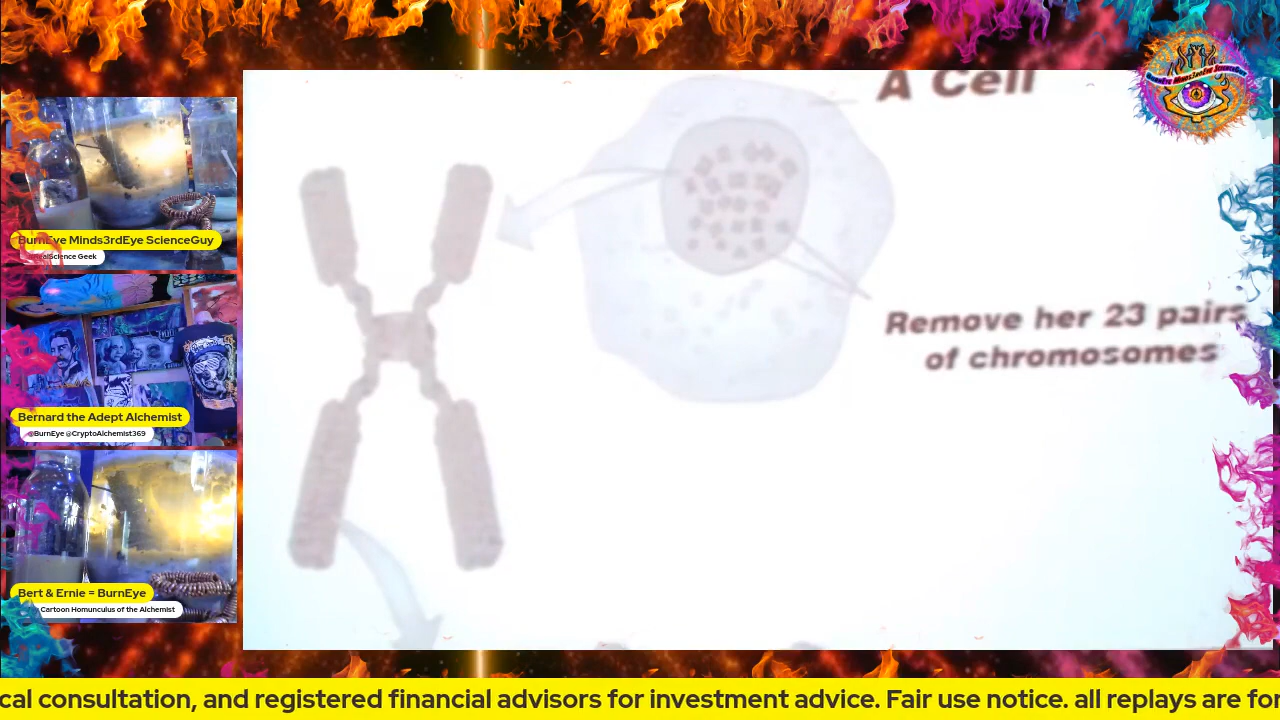 A Cell
Remove her 23 pairs
of chromosomes
BurnEye Minds3rdEye ScienceGuy
Bernard the Adept Alchemist
@BurnEye @CryptoAlchemist369
Bert & Ernie = BurnEye
Cartoon Homunculus of the Alchemist
cal consultation, and registered financial advisors for investment advice. Fair use notice. all replays are for